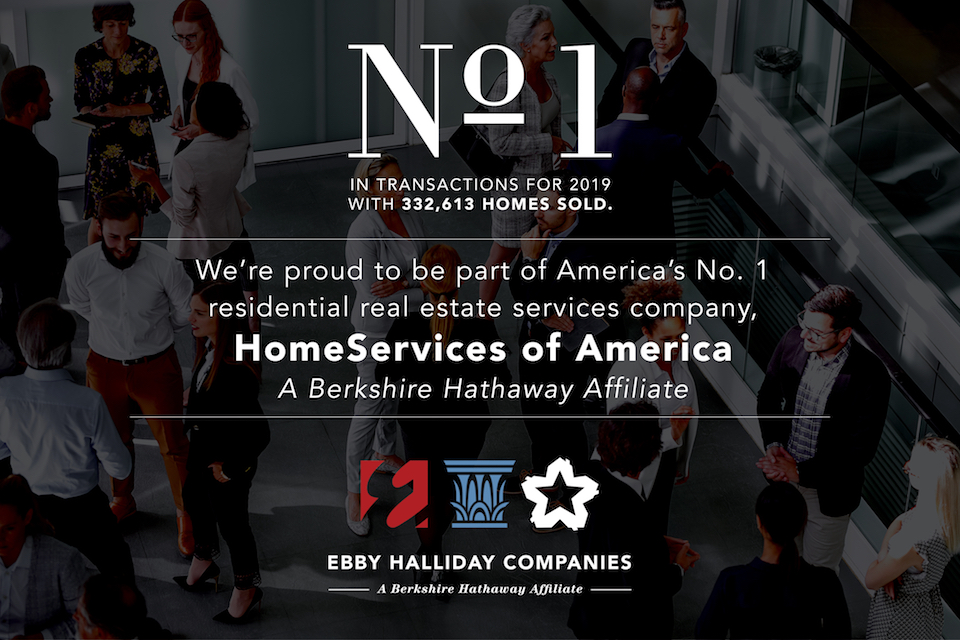 No1
IN TRANSACTIONS FOR 2019
WITH 332,613 HOMES SOLD.
We’re proud to be part of America’s No. 1
residential real estate services company,
HomeServices of America
A Berkshire Hathaway Affiliate
EBBY HALLIDAY COMPANIES
A Berkshire Hathaway Affiliate